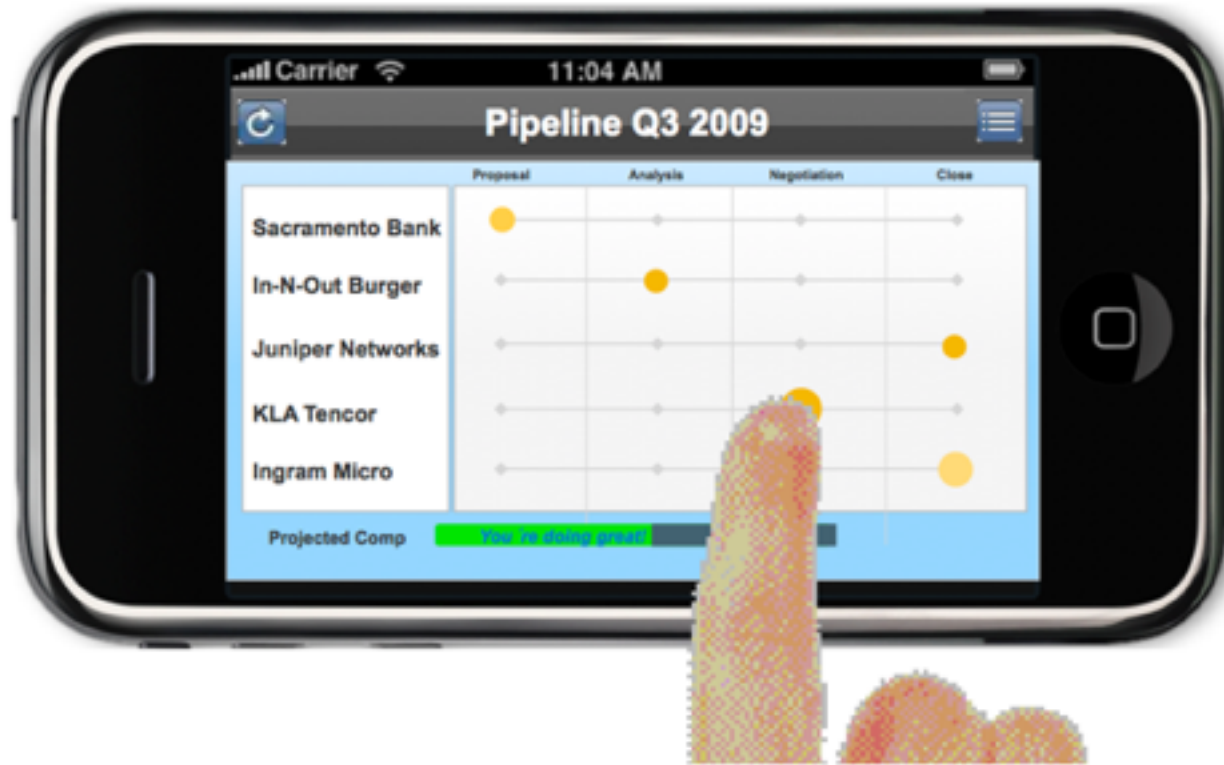 Carrier 11:04 AM
Pipeline Q3 2009
Proposal Analysis Negotiation Close
Sacramento Bank
In-N-Out Burger
Juniper Networks
KLA Tencor
Ingram Micro
Projected Comp You 're doing great!